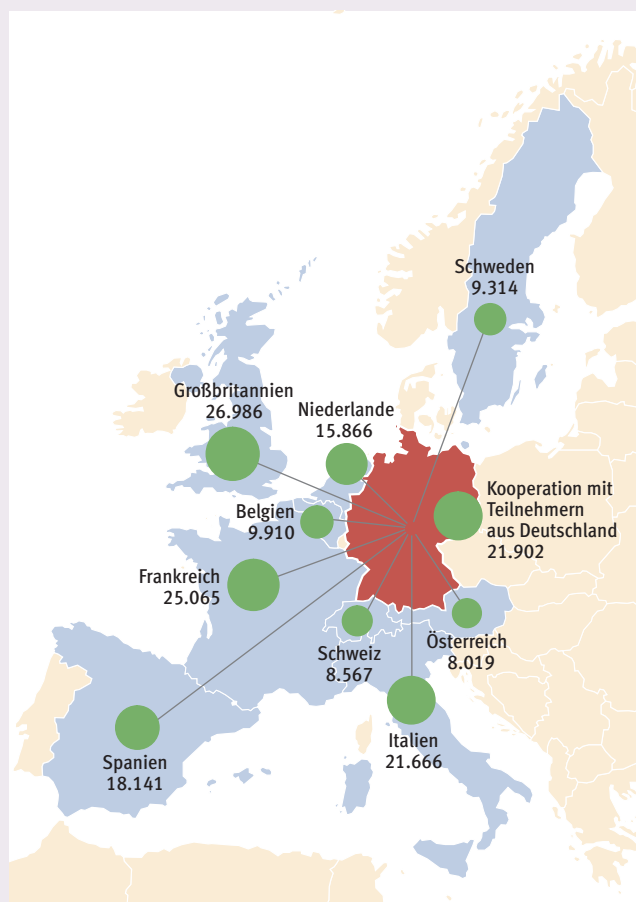 Schweden
9.314
Großbritannien
26.986
Niederlande
15.866
Kooperation mit
Teilnehmern
aus Deutschland
21.902
Belgien
9.910
Frankreich
25.065
Schweiz
8.567
Österreich
8.019
Italien
21.666
Spanien
18.141